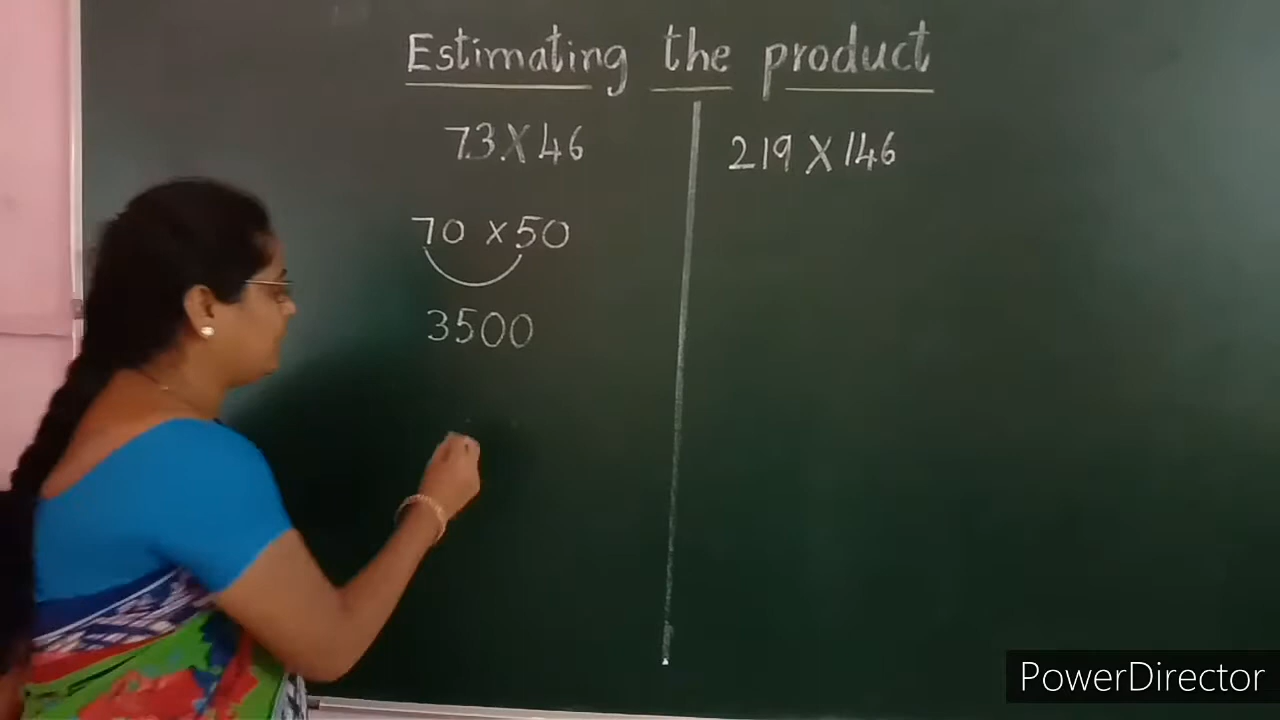 Estimating the product
73 X 46
70 x 50
3500
219 X 146
PowerDirector